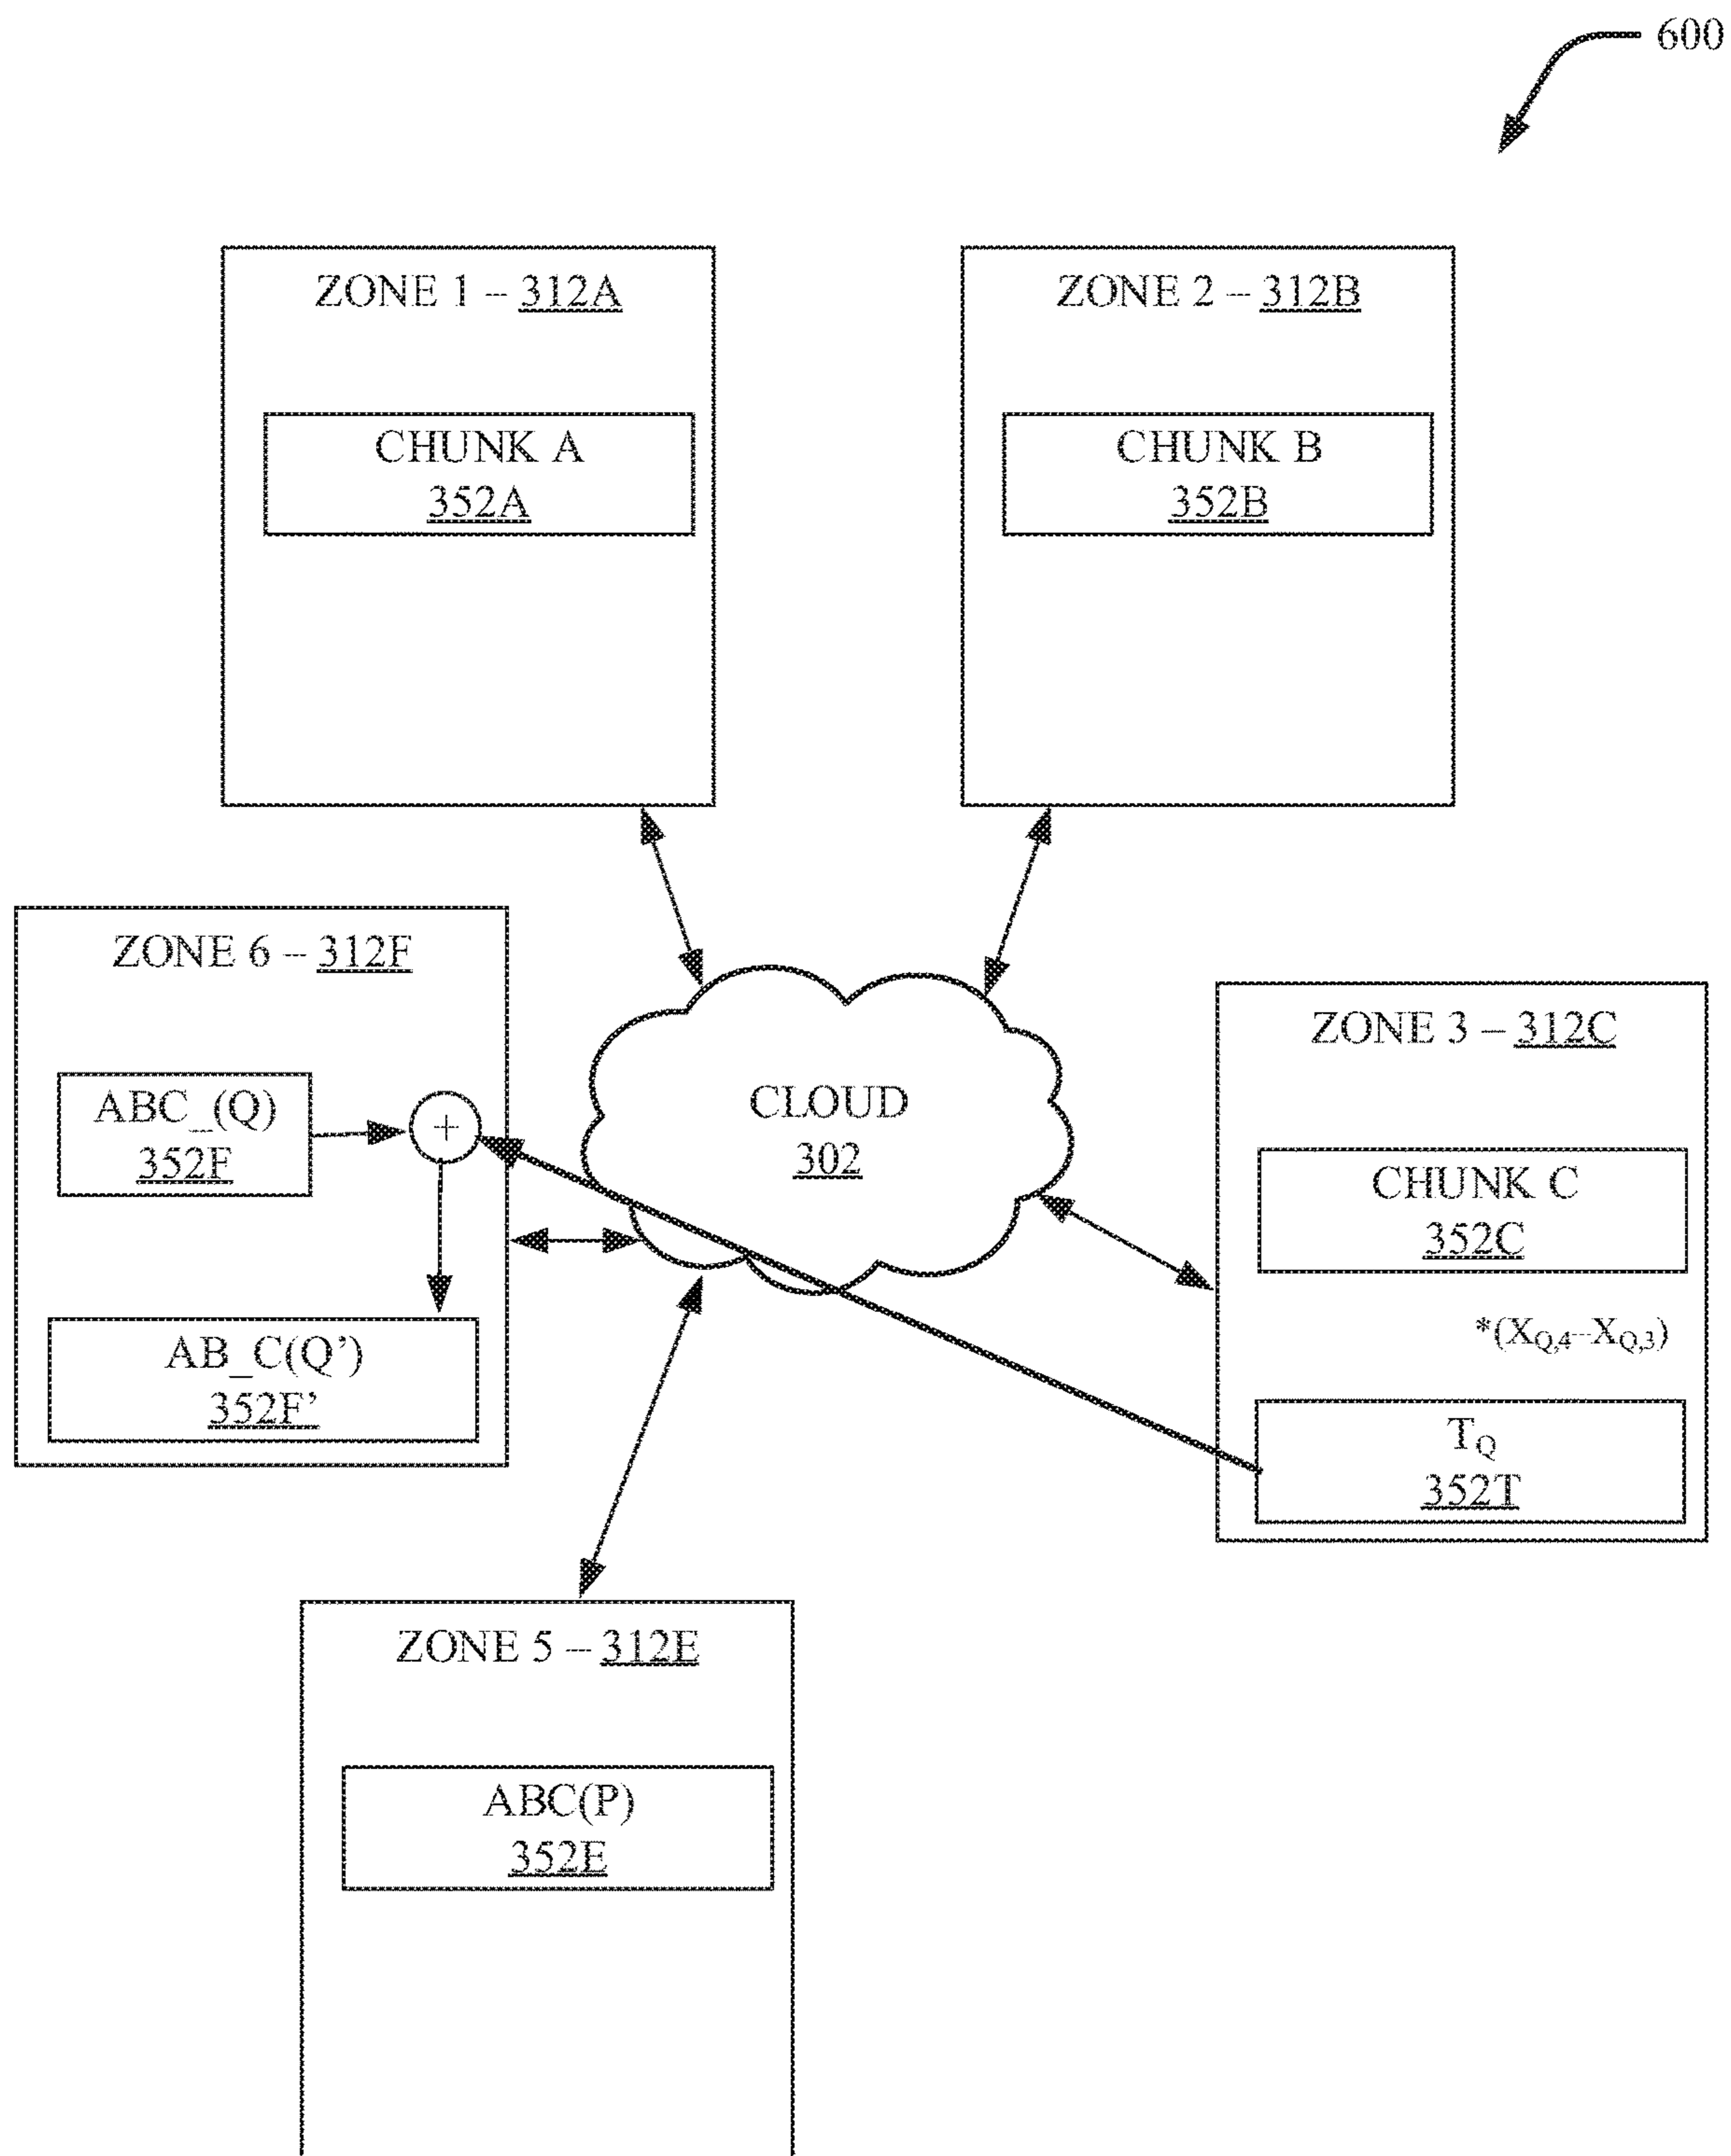 600
ZONE 1 -- 312A
CHUNK A
352A
ZONE 2 -- 312B
CHUNK B
352B
ZONE 6 -- 312F
ABC_(Q)
352F
+
AB_C(Q’)
352F’
CLOUD
302
ZONE 3 – 312C
CHUNK C
352C
*(XQ,4--XQ,3)
TQ
352T
ZONE 5 -- 312E
ABC(P)
352E